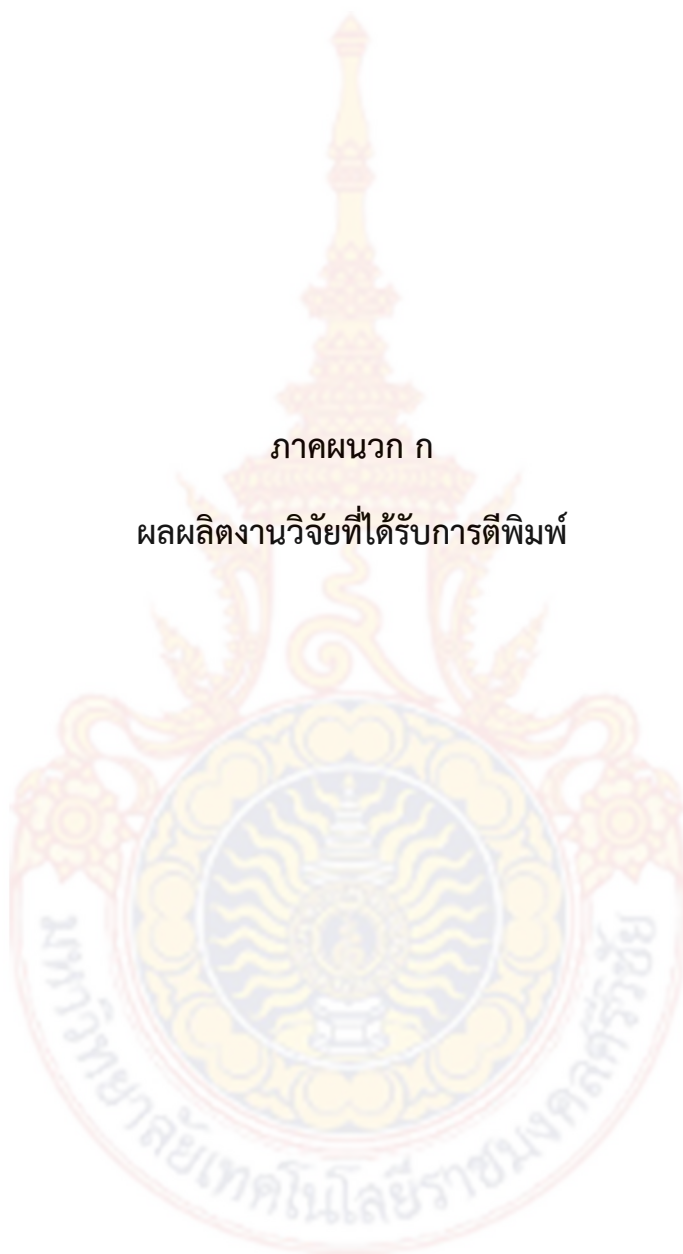 ภาคผนวก ก
ผลผลิตงานวิจัยที่ได้รับการตีพิมพ์
มหาวิทยาลัยเทคโนโลยีราชมงคลศรีวิชัย